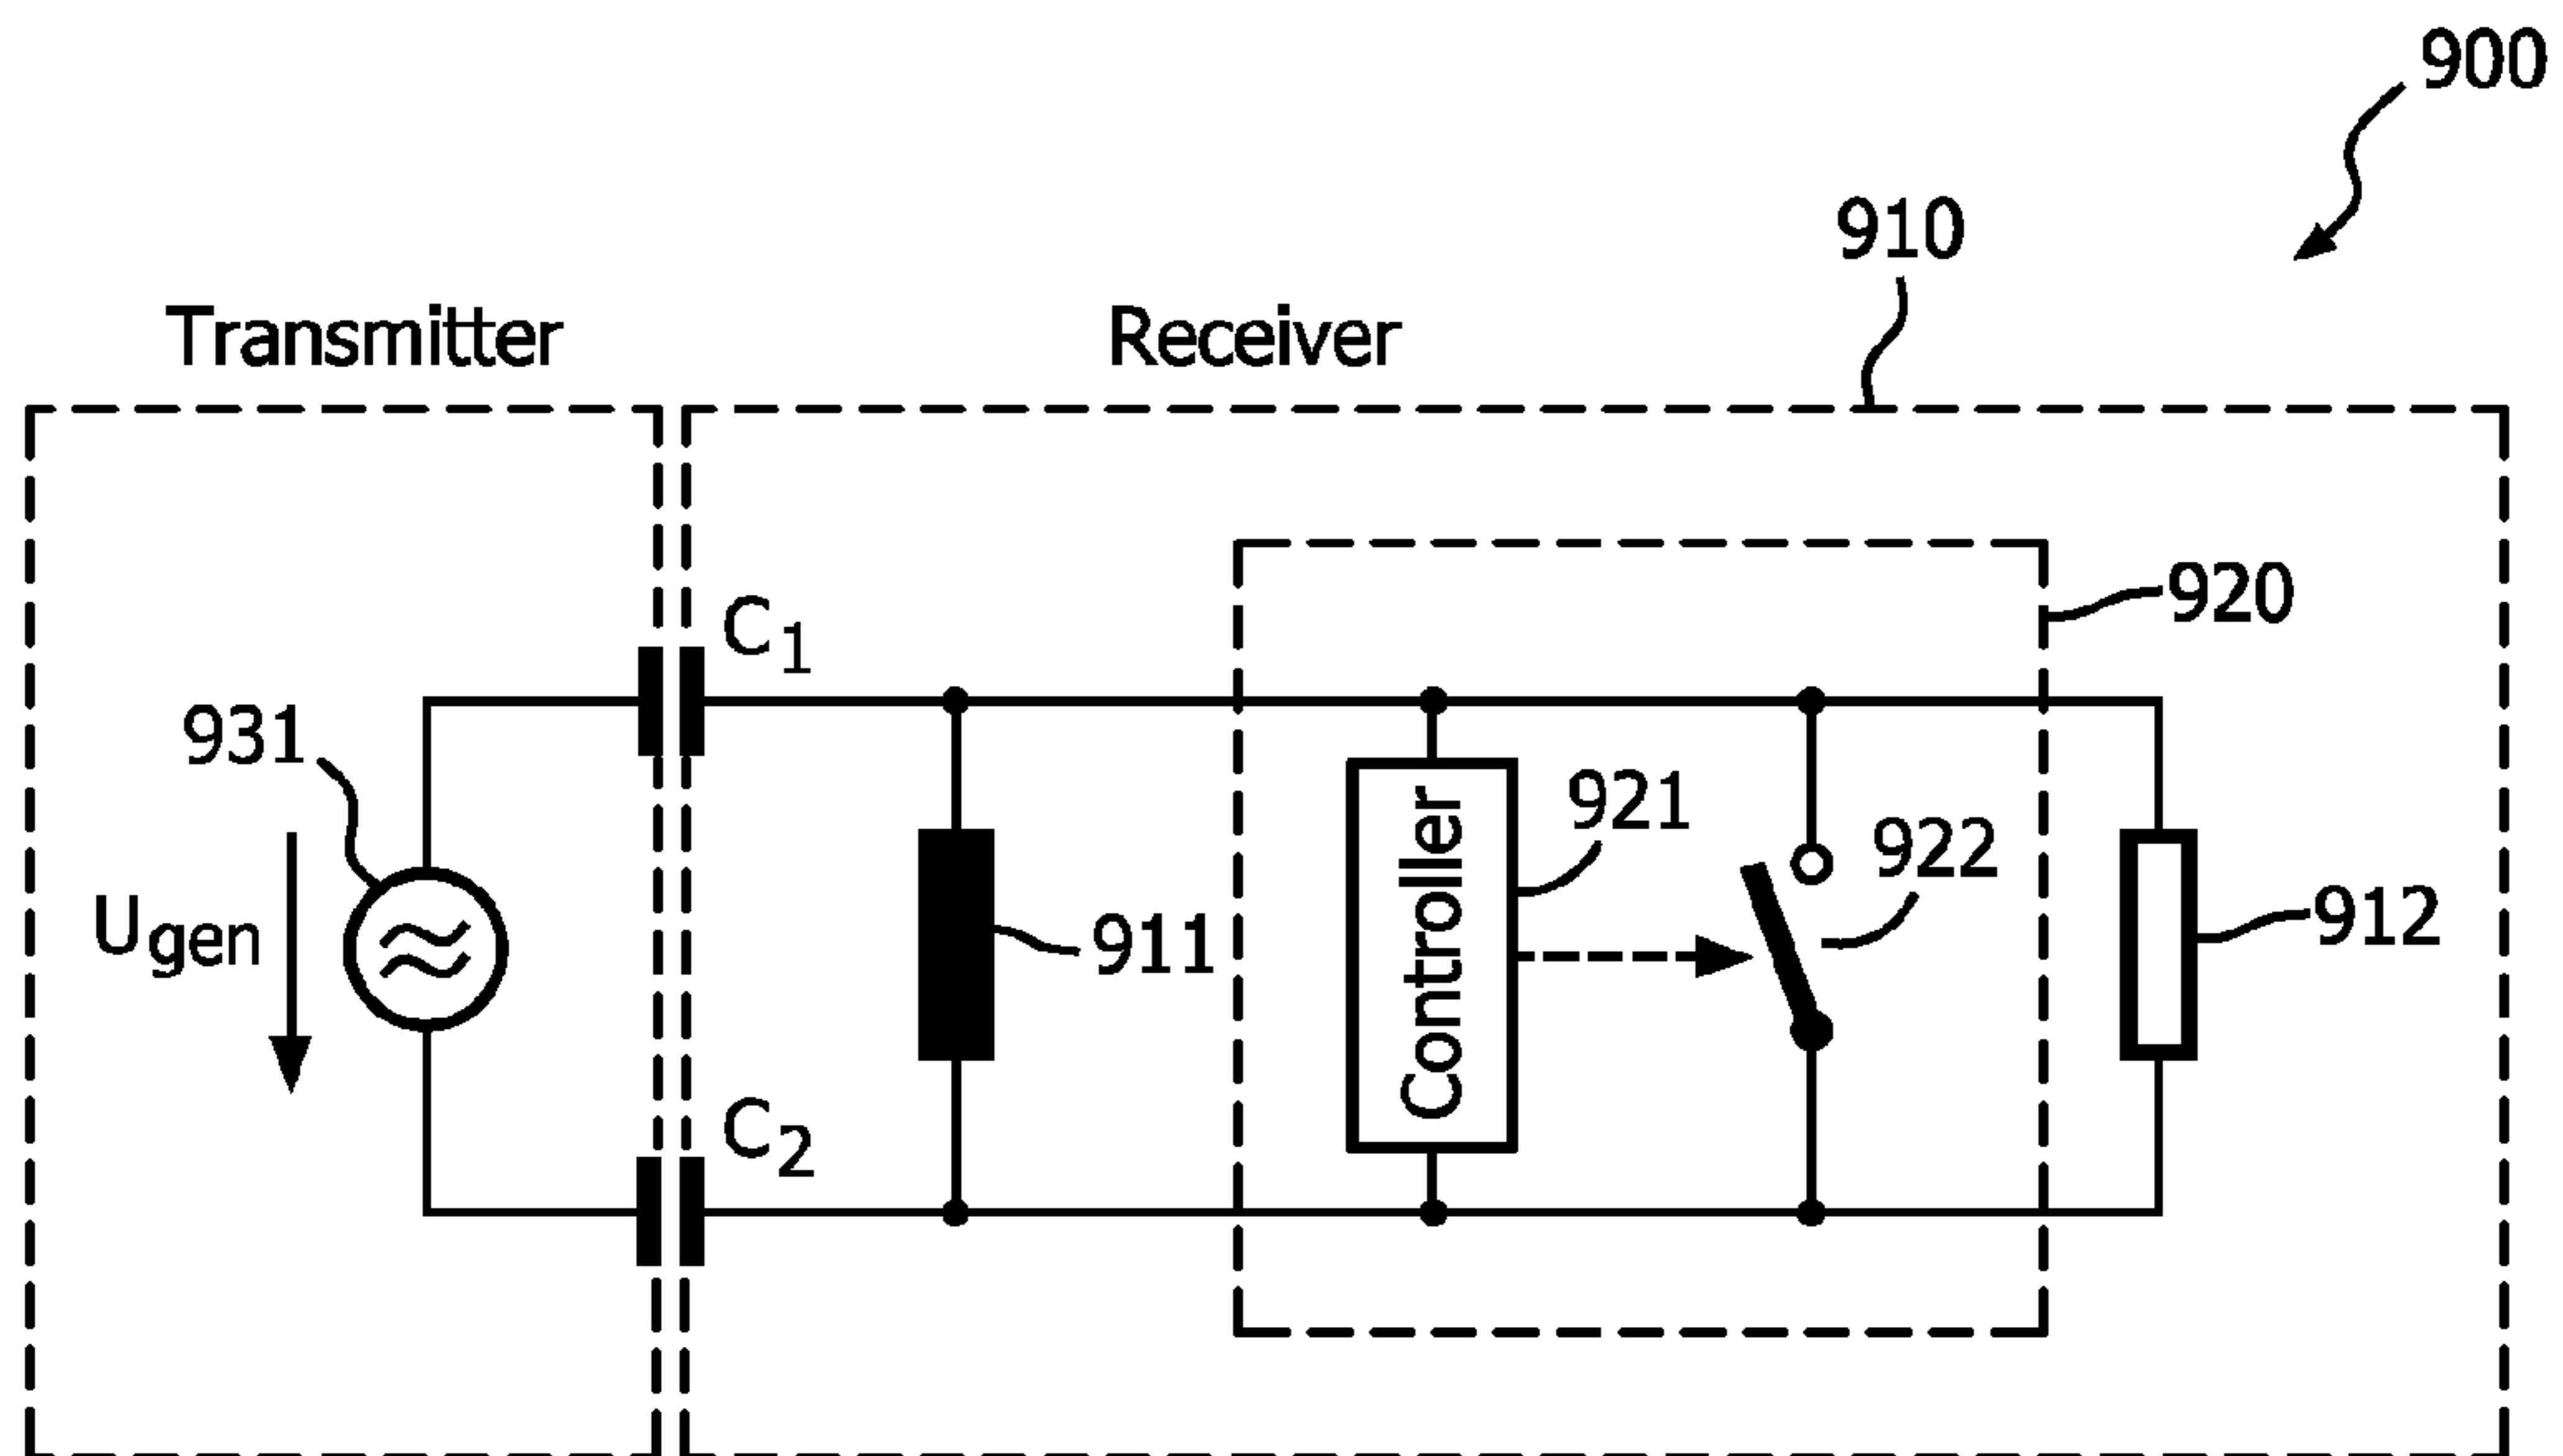 900
910
Transmitter
Receiver
920
C1
931
921
922
Controller
Ugen
911
912
C2